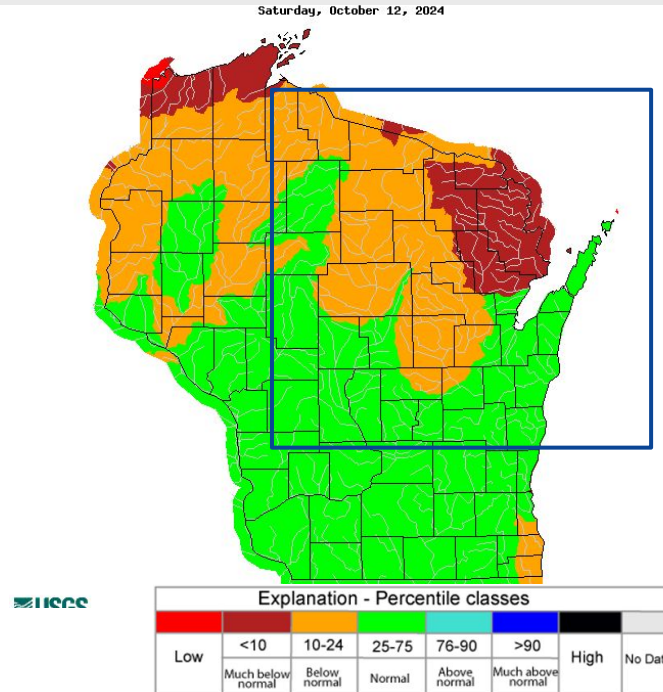 Saturday, October 12, 2024
USGS
Explanation - Percentile classes
Low
<10
10-24
25-75
76-90
>90
High
No Dat
Much below normal
Below normal
Normal
Above normal
Much above normal